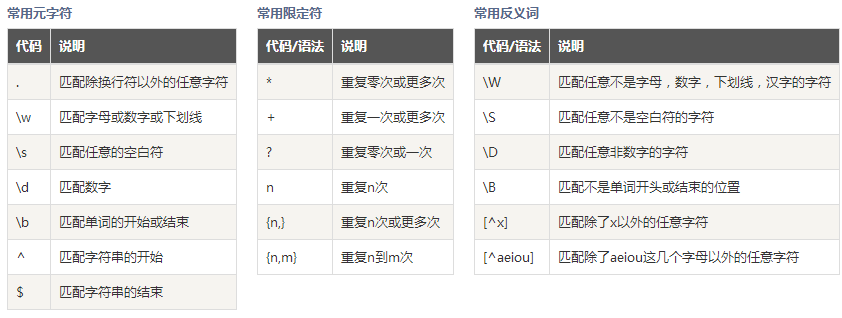 常用元字符
代码 说明
. 匹配除换行符以外的任意字符
\w 匹配字母或数字或下划线
\s 匹配任意的空白符
\d 匹配数字
\b 匹配单词的开始或结束
^ 匹配字符串的开始
$ 匹配字符串的结束
常用限定符
代码/语法 说明
* 重复零次或更多次
+ 重复一次或更多次
? 重复零次或一次
n 重复n次
{n,} 重复n次或更多次
{n,m} 重复n到m次
常用反义词
代码/语法 说明
\W 匹配任意不是字母，数字，下划线，汉字的字符
\S 匹配任意不是空白符的字符
\D 匹配任意非数字的字符
\B 匹配不是单词开头或结束的位置
[^x] 匹配除了x以外的任意字符
[^aeiou] 匹配除了aeiou这几个字母以外的任意字符